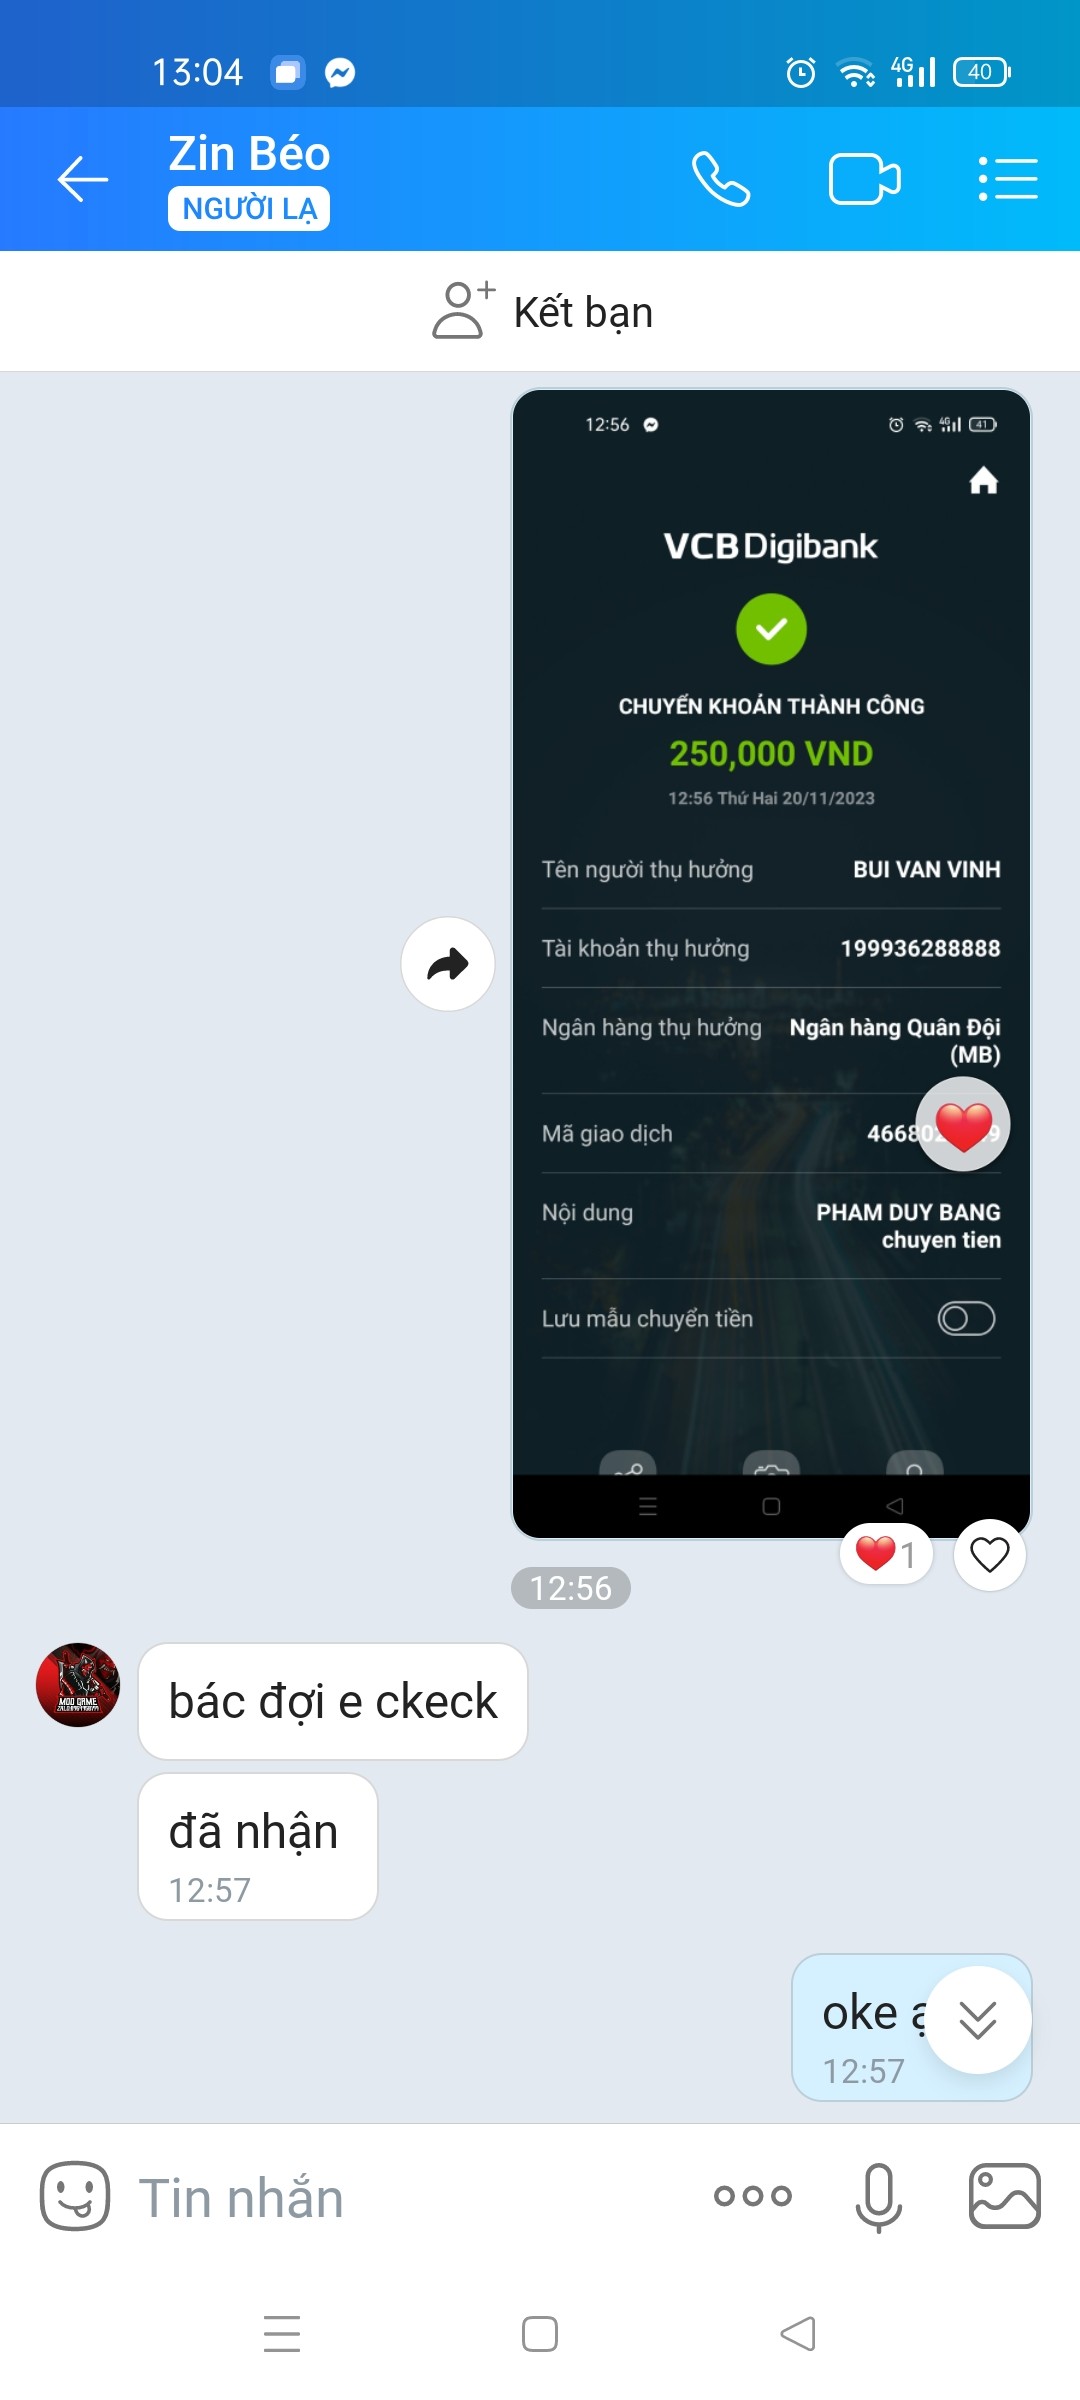 13:04
4G
40
Zin Béo
NGƯỜI LẠ
Kết bạn
12:56
4G
41
VCB Digibank
CHUYỂN KHOẢN THÀNH CÔNG
250,000 VND
12:56 Thứ Hai 20/11/2023
Tên người thụ hưởng BUI VAN VINH
Tài khoản thụ hưởng 199936288888
Ngân hàng thụ hưởng Ngân hàng Quân Đội
(MB)
Mã giao dịch
Nội dung PHAM DUY BANG
chuyen tien
Lưu mẫu chuyển tiền
1
12:56
MOD GAME
bác đợi e ckeck
đã nhận
12:57
oke
12:57
Tin nhắn